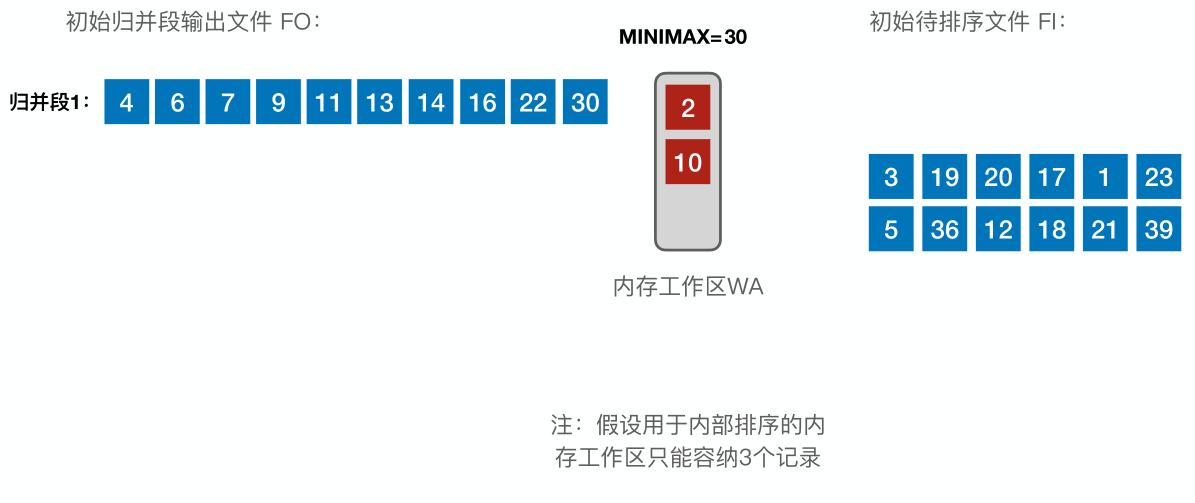 初始归并段输出文件 FO：
MINIMAX=30
初始待排序文件 FI：
归并段1：
4 6 7 9 11 13 14 16 22 30
2
10
3 19 20 17 1 23
5 36 12 18 21 39
内存工作区WA
注：假设用于内部排序的内
存工作区只能容纳3个记录